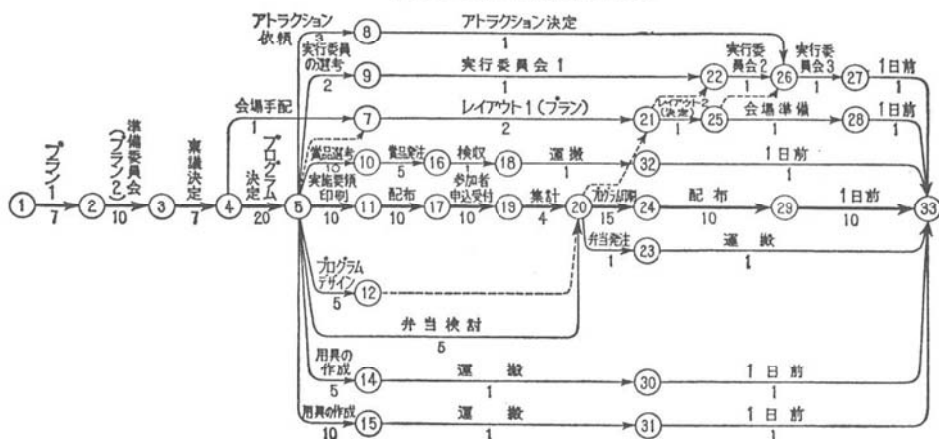 アトラクション
依頼
3
8
アトラクション決定
1
実行委員
の選考
2
9
実行委員会1
1
22
実行委
員会2
1
26
実行委
員会3
1
27
1日前
1
会場手配
1
7
レイアウト1(プラン)
2
21
レイアウト2
(決定)
1
25
会場準備
1
28
1日前
1
賞品選考
10
10
賞品発注
5
16
検収
1
18
運搬
1
32
1日前
1
1
プラン1
7
2
準備委員会
(プラン2)
10
3
稟議決定
7
4
プログラム
決定
20
5
実施要領
印刷
10
11
配布
10
17
参加者
申込受付
10
19
集計
4
20
プログラム印刷
15
24
配布
10
29
1日前
10
33
弁当発注
1
23
運搬
1
プログラム
デザイン
5
12
弁当検討
5
用具の
作成
5
14
運搬
1
30
1日前
1
用具の作成
10
15
運搬
1
31
1日前
1